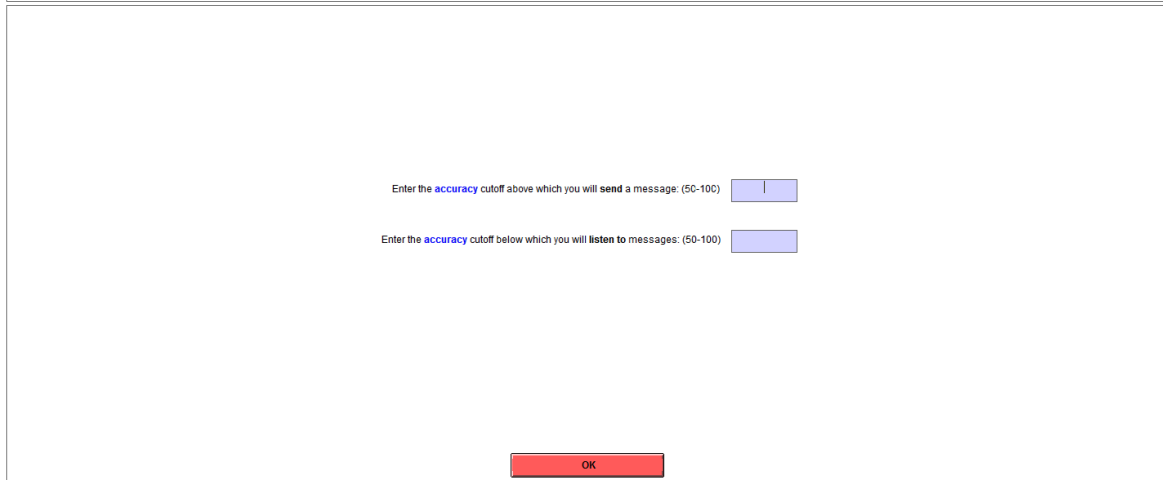 Enter the accuracy cutoff above which you will send a message: (50-100)
Enter the accuracy cutoff below which you will listen to messages: (50-100)
OK